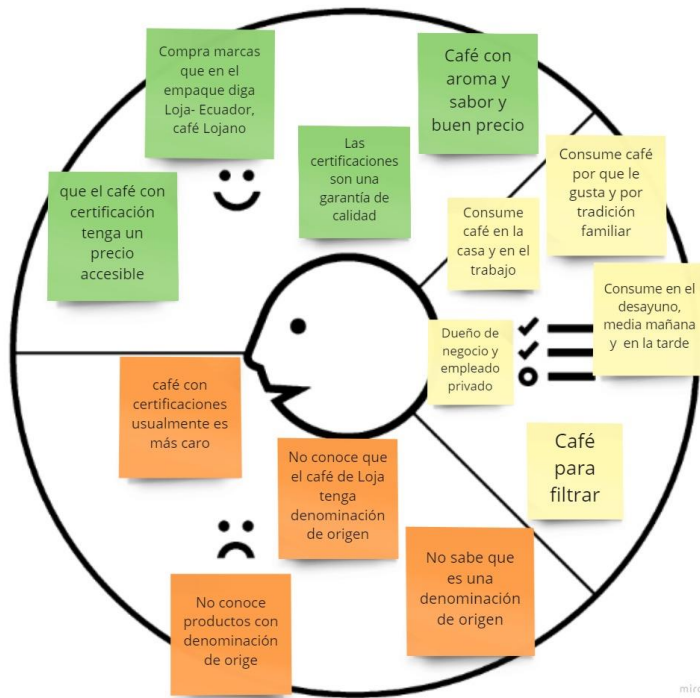 Compra marcas
que en el
empaque diga
Loja- Ecuador,
café Lojano
Café con
aroma y
sabor y
buen precio
Las
certificaciones
son una
garantía de
calidad
que el café con
certificación
tenga un
precio
accesible
Consume café
por que le
gusta y por
tradición
familiar
Consume
café en la
casa y en el
trabajo
Consume en el
desayuno,
media mañana
y en la tarde
Dueño de
negocio y
empleado
privado
Café
para
filtrar
café con
certificaciones
usualmente es
más caro
No conoce que
el café de Loja
tenga
denominación
de origen
No sabe que
es una
denominación
de origen
No conoce
productos con
denominación
de orige
miro